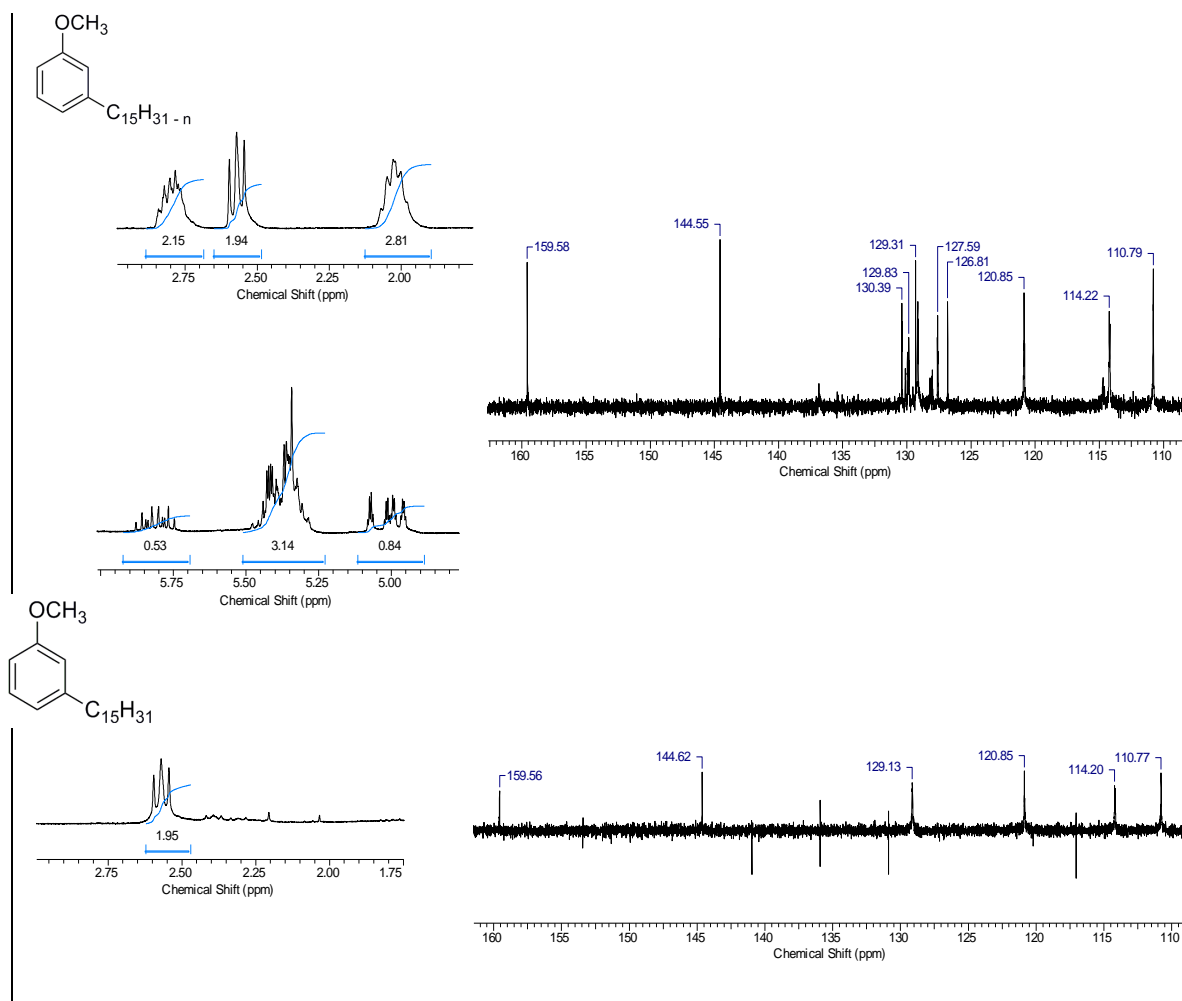 OCH3
C15H31 - n
2.15 1.94 2.81
2.75 2.50 2.25 2.00
Chemical Shift (ppm)
0.53 3.14 0.84
5.75 5.50 5.25 5.00
Chemical Shift (ppm)
159.58
144.55
130.39
129.83
129.31
127.59
126.81
120.85
114.22
110.79
160 155 150 145 140 135 130 125 120 115 110
Chemical Shift (ppm)
OCH3
C15H31
1.95
2.75 2.50 2.25 2.00 1.75
Chemical Shift (ppm)
159.56
144.62
129.13
120.85
114.20
110.77
160 155 150 145 140 135 130 125 120 115 110
Chemical Shift (ppm)